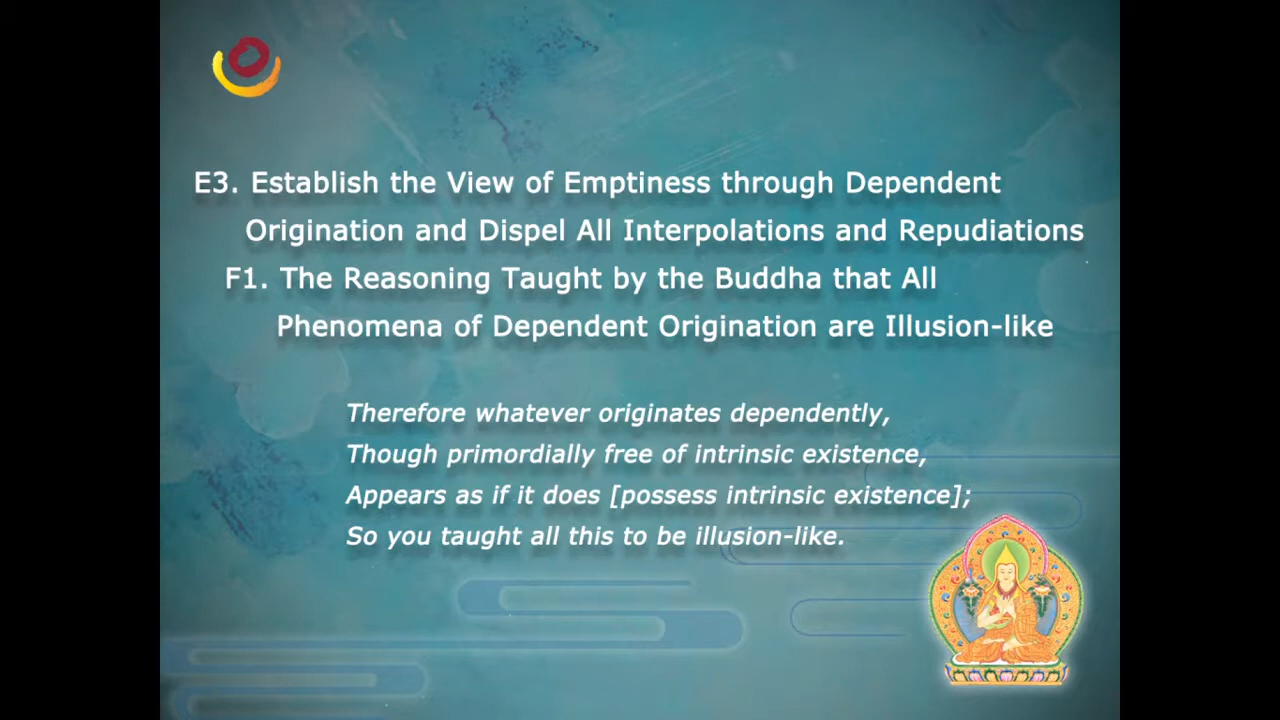 E3. Establish the View of Emptiness through Dependent
Origination and Dispel All Interpolations and Repudiations
F1. The Reasoning Taught by the Buddha that All
Phenomena of Dependent Origination are Illusion-like
Therefore whatever originates dependently,
Though primordially free of intrinsic existence,
Appears as if it does [possess intrinsic existence];
So you taught all this to be illusion-like.